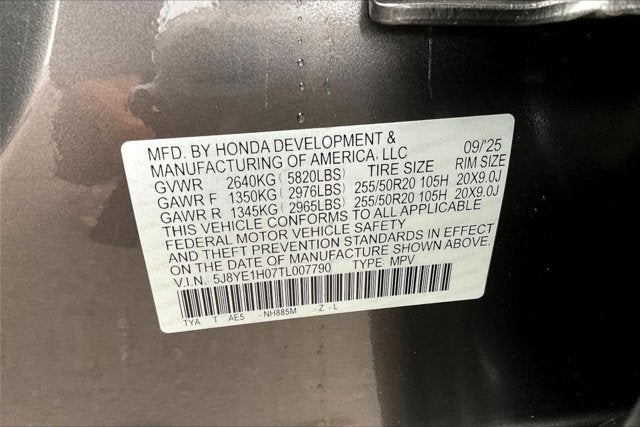 MFD. BY HONDA DEVELOPMENT & 09/'25
MANUFACTURING OF AMERICA, LLC TIRE SIZE RIM SIZE
GVWR 2640KG ( 5820LBS)
GAWR F 1350KG ( 2976LBS) 255/50R20 105H 20X9.0J
GAWR R 1345KG ( 2965LBS) 255/50R20 105H 20X9.0J
THIS VEHICLE CONFORMS TO ALL APPLICABLE
FEDERAL MOTOR VEHICLE SAFETY
AND THEFT PREVENTION STANDARDS IN EFFECT
ON THE DATE OF MANUFACTURE SHOWN ABOVE.
V.I.N. 5J8YE1H07TL007790 TYPE: MPV
TYA T AE5 - NH885M - Z - L